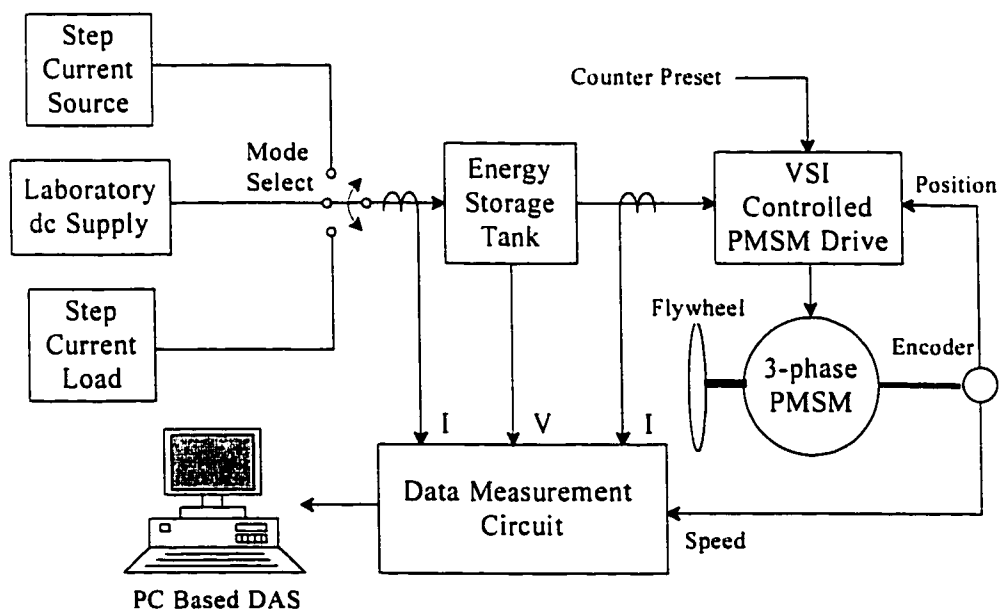 Step
Current
Source
Counter Preset
Mode
Select
Laboratory
dc Supply
Energy
Storage
Tank
VSI
Controlled
PMSM Drive
Position
Step
Current
Load
Flywheel
3-phase
PMSM
Encoder
I
V
I
Data Measurement
Circuit
Speed
PC Based DAS